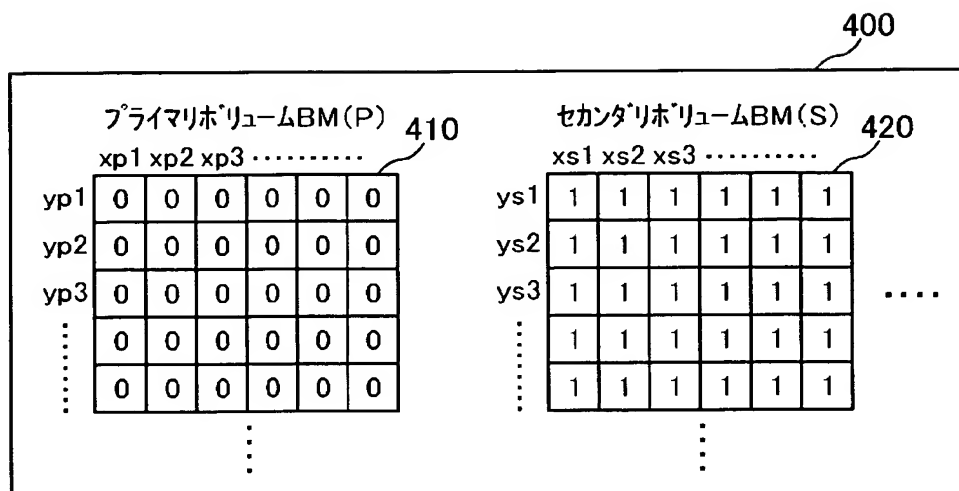 400
プライマリボリュームBM(P)
410
xp1 xp2 xp3 ..........
yp1 0 0 0 0 0 0
yp2 0 0 0 0 0 0
yp3 0 0 0 0 0 0
0 0 0 0 0 0
0 0 0 0 0 0
セカンダリボリュームBM(S)
420
xs1 xs2 xs3 ..........
ys1 1 1 1 1 1 1
ys2 1 1 1 1 1 1
ys3 1 1 1 1 1 1
1 1 1 1 1 1
1 1 1 1 1 1
....